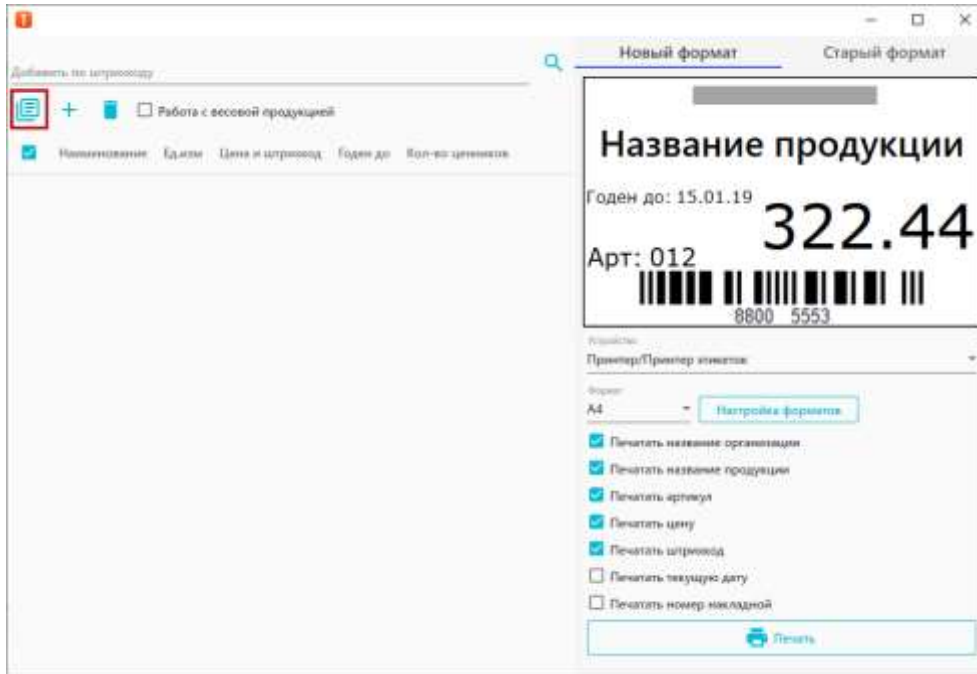 Новый формат
Старый формат
Добавить по штрихкоду
Работа с весовой продукцией
Наименование Ед.изм Цена и штрихкод Годен до Кол-во ценников
Название продукции
Годен до: 15.01.19
322.44
Арт: 012
8800 5553
Устройство
Принтер/Принтер этикеток
Формат
A4
Настройка форматов
Печатать название организации
Печатать название продукции
Печатать артикул
Печатать цену
Печатать штрихкод
Печатать текущую дату
Печатать номер накладной
Печать